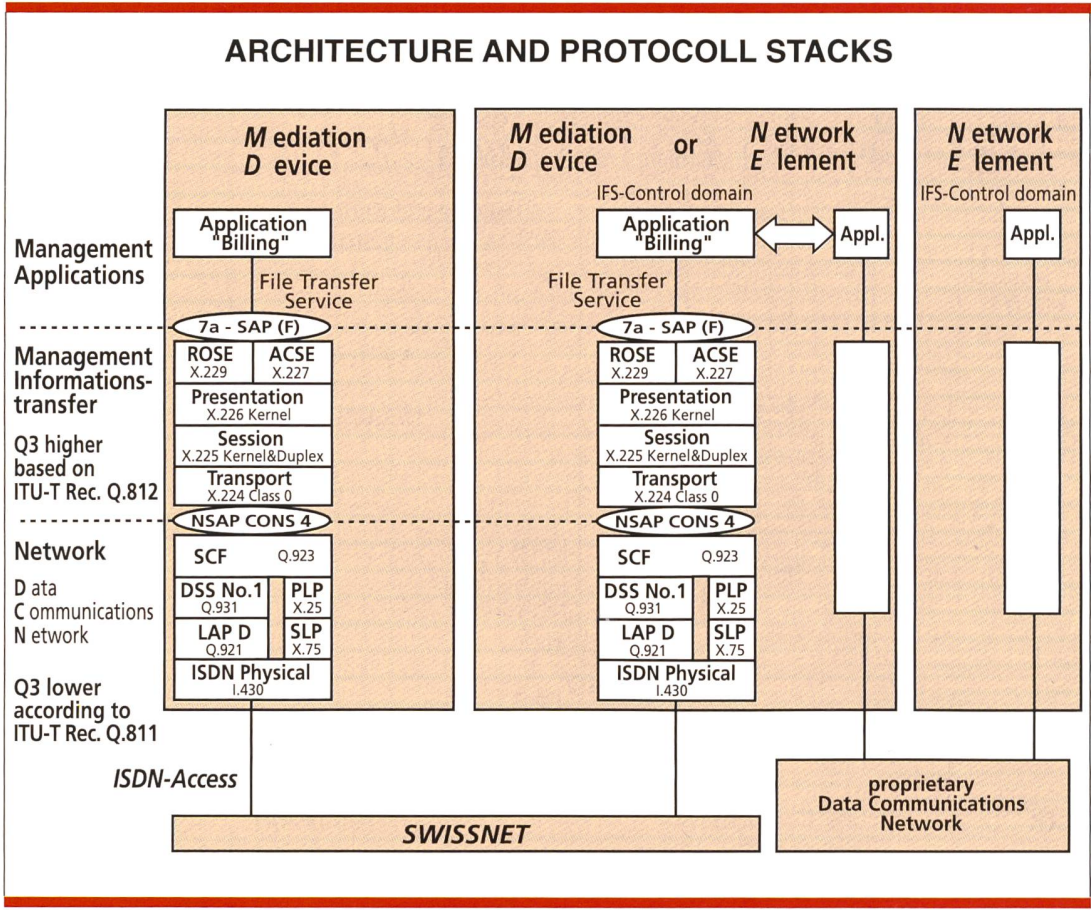 ARCHITECTURE AND PROTOCOLL STACKS
Mediation
Device
Mediation
Device
or
Network
Element
IFS-Control domain
Network
Element
IFS-Control domain
Management
Applications
Application
"Billing"
File Transfer
Service
Application
"Billing"
File Transfer
Service
Appl.
Appl.
7a - SAP (F)
7a - SAP (F)
Management
Informations-
transfer
Q3 higher
based on
ITU-T Rec. Q.812
ROSE
X.229
ACSE
X.227
Presentation
X.226 Kernel
Session
X.225 Kernel&Duplex
Transport
X.224 Class 0
ROSE
X.229
ACSE
X.227
Presentation
X.226 Kernel
Session
X.225 Kernel&Duplex
Transport
X.224 Class 0
NSAP CONS 4
NSAP CONS 4
Network
Data
Communications
Network
Q3 lower
according to
ITU-T Rec. Q.811
SCF Q.923
DSS No.1
Q.931
PLP
X.25
LAP D
Q.921
SLP
X.75
ISDN Physical
I.430
SCF Q.923
DSS No.1
Q.931
PLP
X.25
LAP D
Q.921
SLP
X.75
ISDN Physical
I.430
ISDN-Access
SWISSNET
proprietary
Data Communications
Network